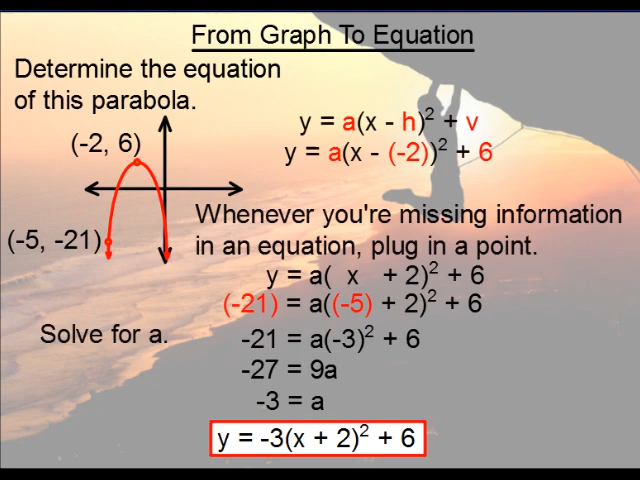 From Graph To Equation
Determine the equation
of this parabola.
(-2, 6)
(-5, -21)
y = a(x - h)² + v
y = a(x - (-2))² + 6
Whenever you're missing information
in an equation, plug in a point.
y = a( x + 2)² + 6
(-21) = a((-5) + 2)² + 6
Solve for a.
-21 = a(-3)² + 6
-27 = 9a
-3 = a
y = -3(x + 2)² + 6